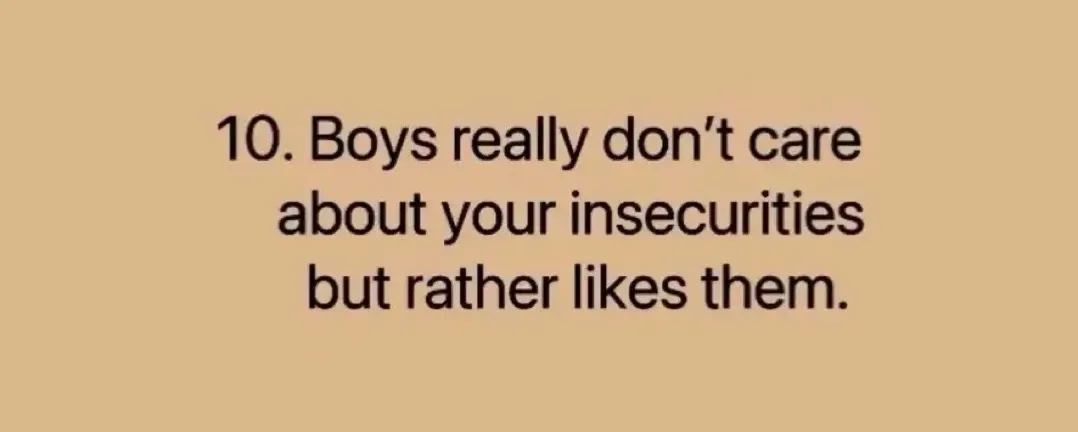 10. Boys really don’t care
about your insecurities
but rather likes them.